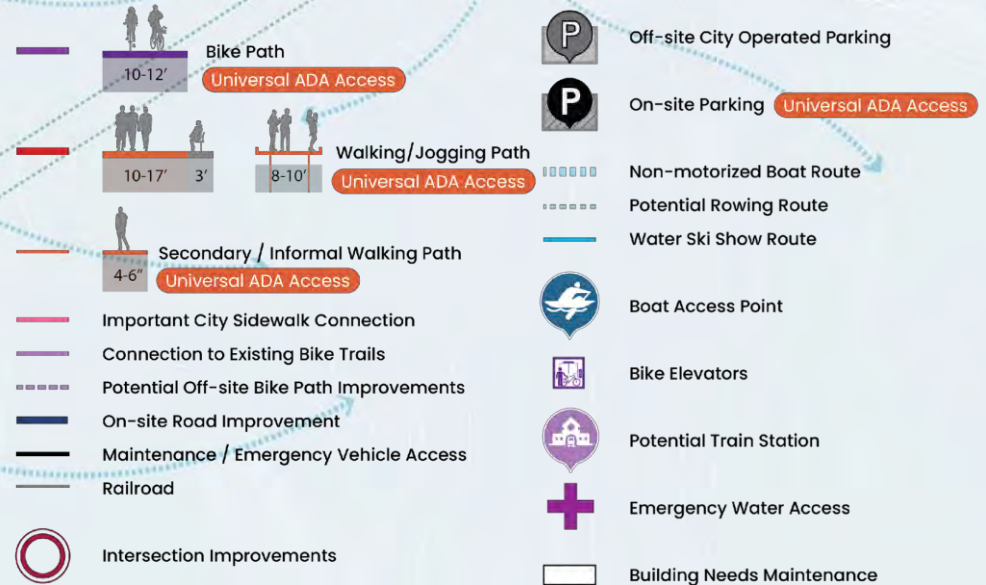 Bike Path
10-12'
Universal ADA Access
Walking/Jogging Path
10-17'
3'
8-10'
Universal ADA Access
Secondary / Informal Walking Path
4-6"
Universal ADA Access
Important City Sidewalk Connection
Connection to Existing Bike Trails
Potential Off-site Bike Path Improvements
On-site Road Improvement
Maintenance / Emergency Vehicle Access
Railroad
Intersection Improvements
P
Off-site City Operated Parking
P
On-site Parking
Universal ADA Access
Non-motorized Boat Route
Potential Rowing Route
Water Ski Show Route
Boat Access Point
Bike Elevators
Potential Train Station
Emergency Water Access
Building Needs Maintenance